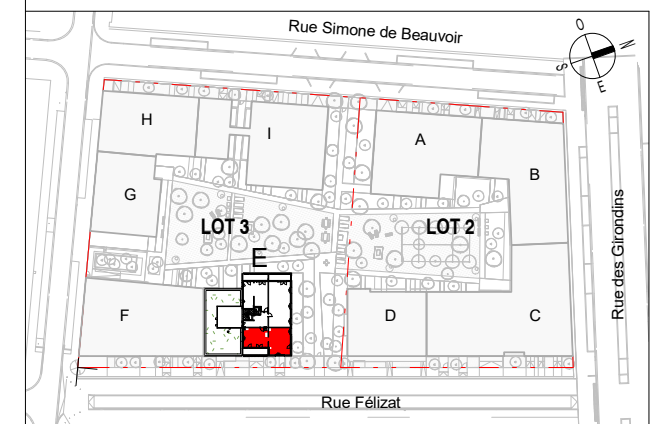 Rue Simone de Beauvoir
O
N
S
E
H
I
A
B
G
LOT 3
LOT 2
E
F
D
C
Rue des Girondins
Rue Félizat